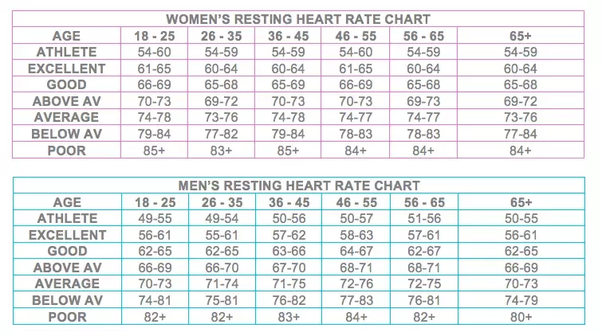 WOMEN'S RESTING HEART RATE CHART
AGE 18 - 25 26 - 35 36 - 45 46 - 55 56 - 65 65+
ATHLETE 54-60 54-59 54-59 54-60 54-59 54-59
EXCELLENT 61-65 60-64 60-64 61-65 60-64 60-64
GOOD 66-69 65-68 65-69 66-69 65-68 65-68
ABOVE AV 70-73 69-72 70-73 70-73 69-73 69-72
AVERAGE 74-78 73-76 74-78 74-77 74-77 73-76
BELOW AV 79-84 77-82 79-84 78-83 78-83 77-84
POOR 85+ 83+ 85+ 84+ 84+ 84+
MEN'S RESTING HEART RATE CHART
AGE 18 - 25 26 - 35 36 - 45 46 - 55 56 - 65 65+
ATHLETE 49-55 49-54 50-56 50-57 51-56 50-55
EXCELLENT 56-61 55-61 57-62 58-63 57-61 56-61
GOOD 62-65 62-65 63-66 64-67 62-67 62-65
ABOVE AV 66-69 66-70 67-70 68-71 68-71 66-69
AVERAGE 70-73 71-74 71-75 72-76 72-75 70-73
BELOW AV 74-81 75-81 76-82 77-83 76-81 74-79
POOR 82+ 82+ 83+ 84+ 82+ 80+